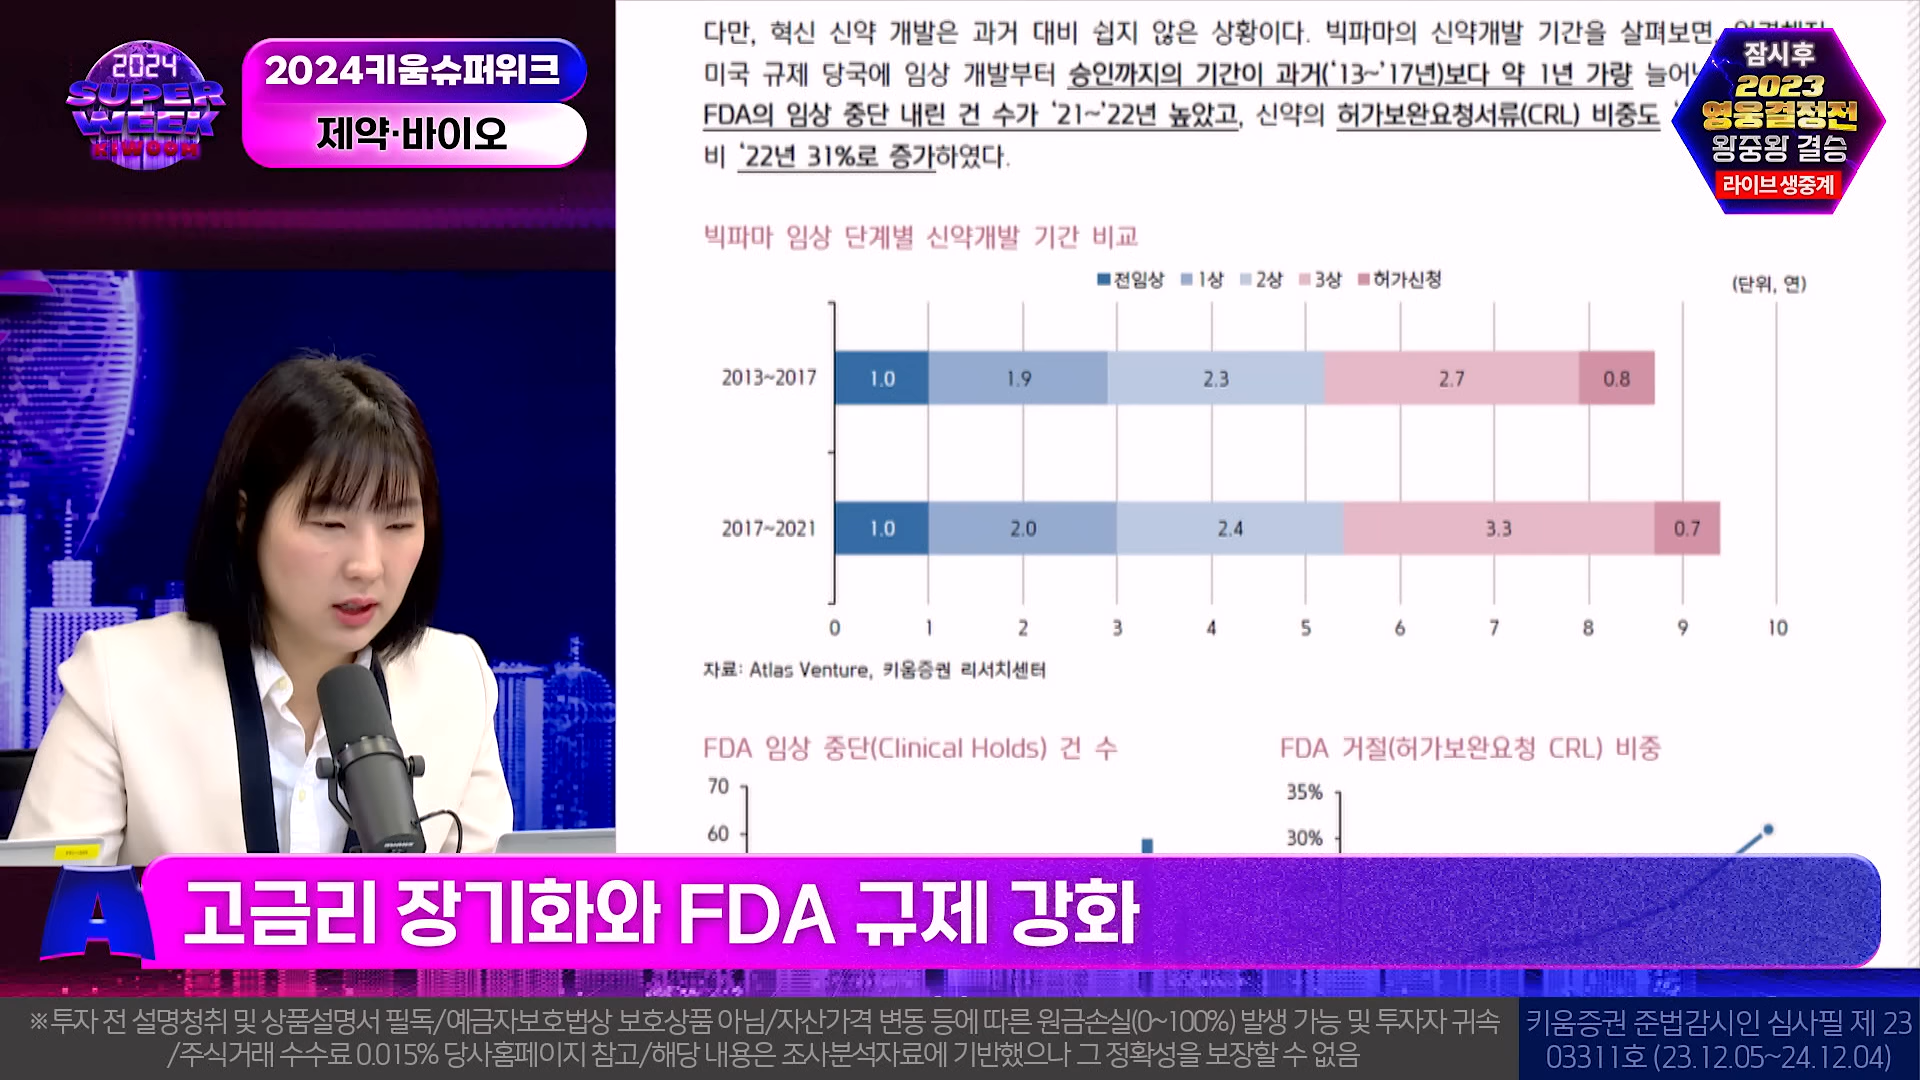 2024
SUPER
WEEK
KIWOOM
2024키움슈퍼위크
제약·바이오
다만, 혁신 신약 개발은 과거 대비 쉽지 않은 상황이다. 빅파마의 신약개발 기간을 살펴보면,
미국 규제 당국에 임상 개발부터 승인까지의 기간이 과거(‘13~’17년)보다 약 1년 가량
FDA의 임상 중단 내린 건 수가 ‘21~’22년 높았고, 신약의 허가보완요청서류(CRL) 비중도
비 ‘22년 31%로 증가하였다.
잠시후
2023
영웅결정전
왕중왕 결승
라이브 생중계
빅파마 임상 단계별 신약개발 기간 비교
전임상 1상 2상 3상 허가신청
(단위, 연)
2013~2017 1.0 1.9 2.3 2.7 0.8
2017~2021 1.0 2.0 2.4 3.3 0.7
0 1 2 3 4 5 6 7 8 9 10
자료: Atlas Venture, 키움증권 리서치센터
FDA 임상 중단(Clinical Holds) 건 수
70
60
FDA 거절(허가보완요청 CRL) 비중
35%
30%
A 고금리 장기화와 FDA 규제 강화
※투자 전 설명청취 및 상품설명서 필독/예금자보호법상 보호상품 아님/자산가격 변동 등에 따른 원금손실(0~100%) 발생 가능 및 투자자 귀속
/주식거래 수수료 0.015% 당사홈페이지 참고/해당 내용은 조사분석자료에 기반했으나 그 정확성을 보장할 수 없음
키움증권 준법감시인 심사필 제 23
03311호 (23.12.05~24.12.04)